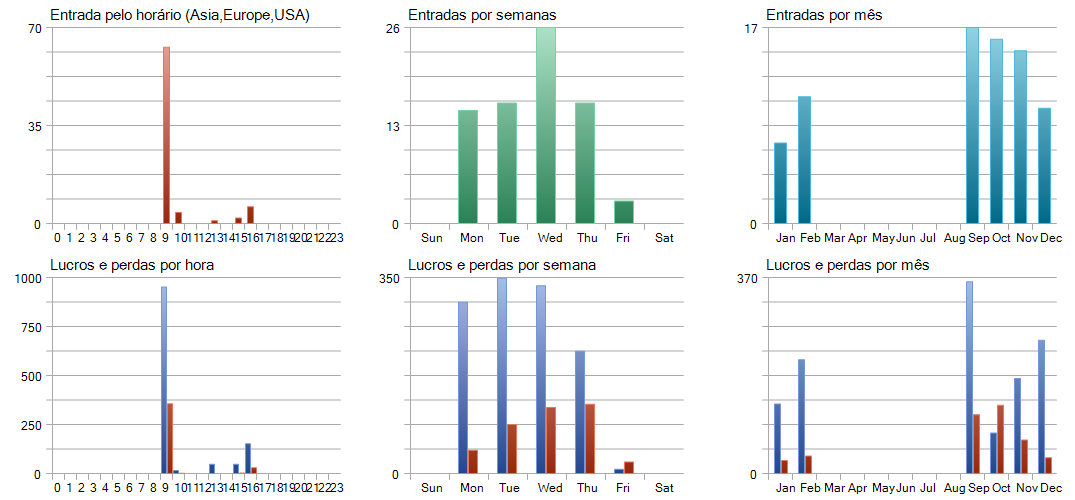 Entrada pelo horário (Asia,Europe,USA)
70
35
0
0 1 2 3 4 5 6 7 8 9 10 11 12 13 14 15 16 17 18 19 20 21 22 23
Entradas por semanas
26
13
0
Sun Mon Tue Wed Thu Fri Sat
Entradas por mês
17
0
Jan Feb Mar Apr May Jun Jul Aug Sep Oct Nov Dec
Lucros e perdas por hora
1000
750
500
250
0
0 1 2 3 4 5 6 7 8 9 10 11 12 13 14 15 16 17 18 19 20 21 22 23
Lucros e perdas por semana
350
0
Sun Mon Tue Wed Thu Fri Sat
Lucros e perdas por mês
370
0
Jan Feb Mar Apr May Jun Jul Aug Sep Oct Nov Dec